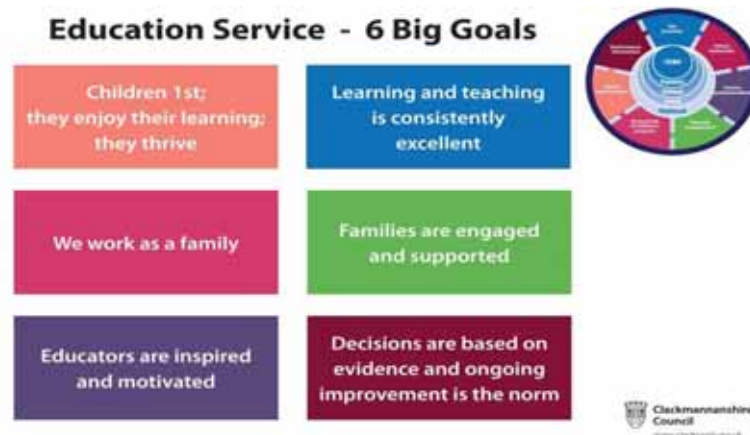 Education Service - 6 Big Goals
Children 1st;
they enjoy their learning;
they thrive
Learning and teaching
is consistently
excellent
We work as a family
Families are engaged
and supported
Educators are inspired
and motivated
Decisions are based on
evidence and ongoing
improvement is the norm
Clackmannanshire
Council